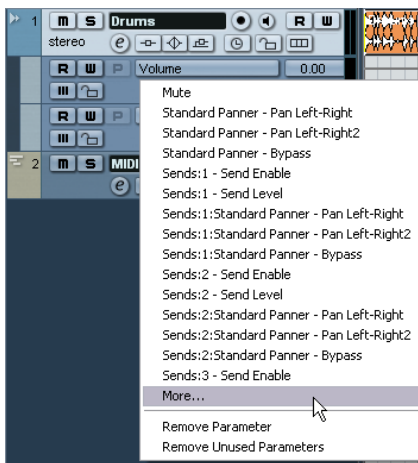 1 m S Drums R W
stereo e
R W P Volume 0.00
R W P
2 m S MIDI
e
Mute
Standard Panner - Pan Left-Right
Standard Panner - Pan Left-Right2
Standard Panner - Bypass
Sends:1 - Send Enable
Sends:1 - Send Level
Sends:1:Standard Panner - Pan Left-Right
Sends:1:Standard Panner - Pan Left-Right2
Sends:1:Standard Panner - Bypass
Sends:2 - Send Enable
Sends:2 - Send Level
Sends:2:Standard Panner - Pan Left-Right
Sends:2:Standard Panner - Pan Left-Right2
Sends:2:Standard Panner - Bypass
Sends:3 - Send Enable
More...
Remove Parameter
Remove Unused Parameters